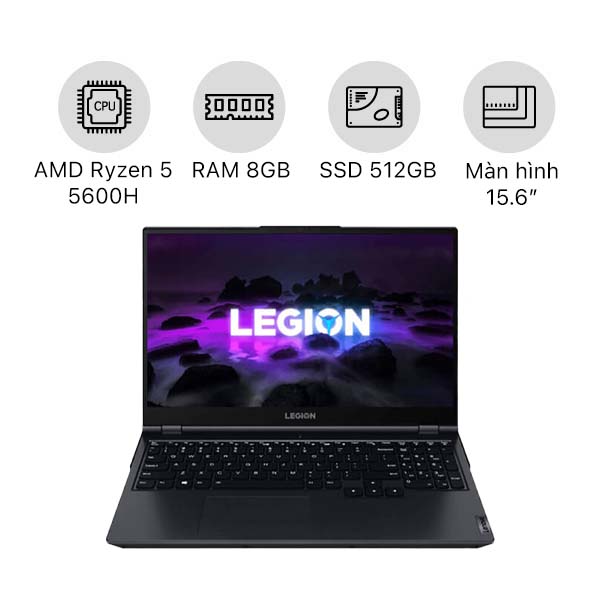 CPU
AMD Ryzen 5
5600H
RAM 8GB
SSD 512GB
Màn hình
15.6″
LEGION
LEGION